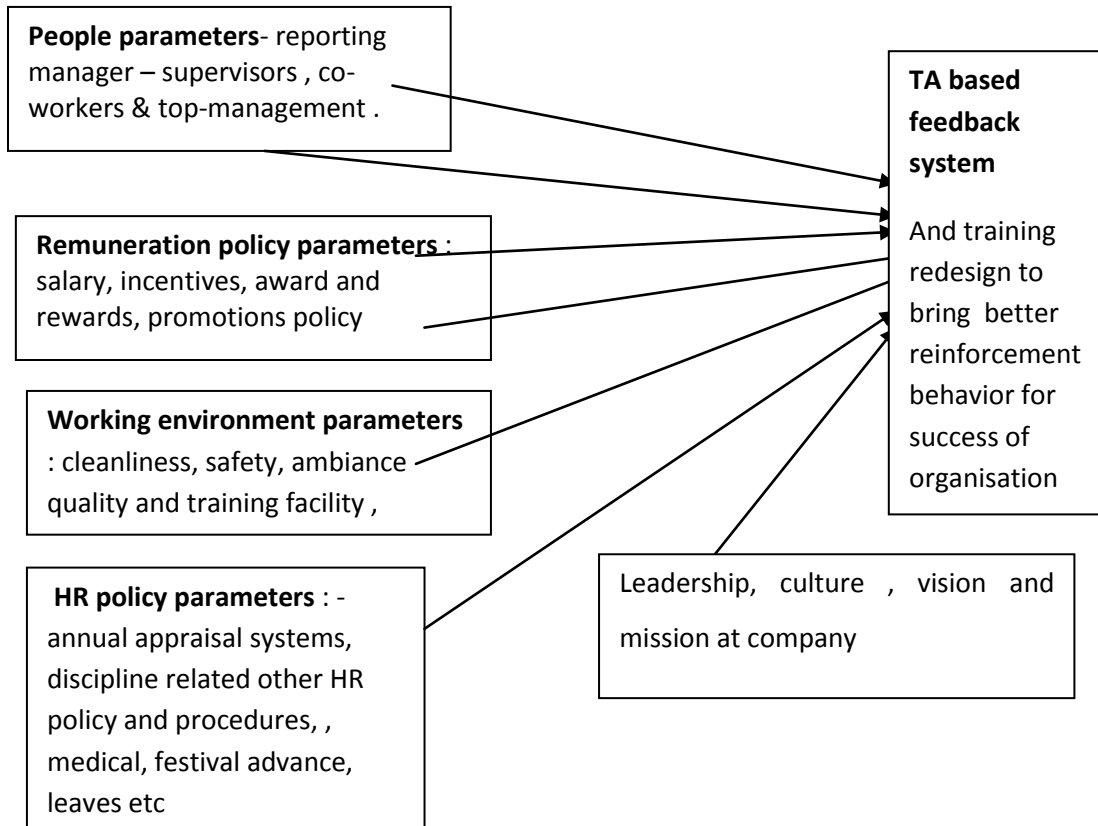 People parameters- reporting
manager – supervisors , co-
workers & top-management .
Remuneration policy parameters :
salary, incentives, award and
rewards, promotions policy
Working environment parameters
: cleanliness, safety, ambiance
quality and training facility ,
HR policy parameters : -
annual appraisal systems,
discipline related other HR
policy and procedures, ,
medical, festival advance,
leaves etc
TA based
feedback
system
And training
redesign to
bring better
reinforcement
behavior for
success of
organisation
Leadership, culture , vision and
mission at company